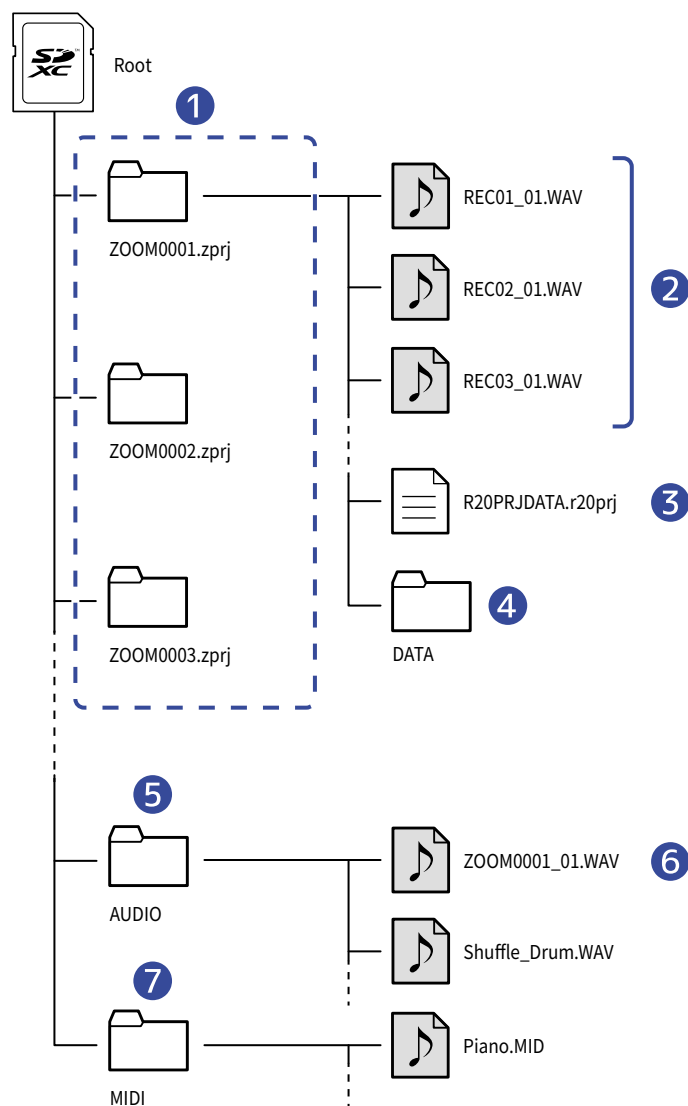 SD XC
™
Root
1
ZOOM0001.zprj
REC01_01.WAV
REC02_01.WAV
2
REC03_01.WAV
ZOOM0002.zprj
R20PRJDATA.r20prj
3
4
DATA
ZOOM0003.zprj
5
AUDIO
ZOOM0001_01.WAV
6
Shuffle_Drum.WAV
7
MIDI
Piano.MID